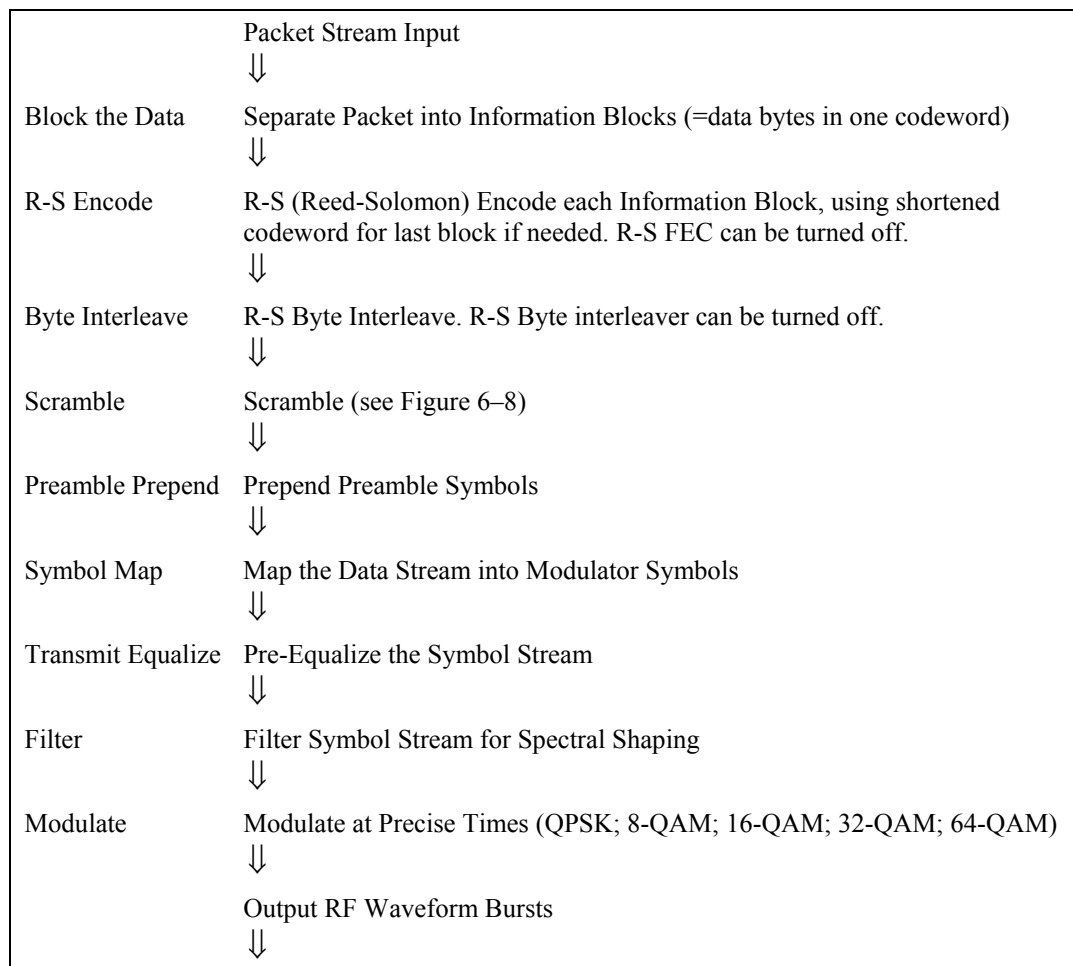 Packet Stream Input
⇓
Block the Data Separate Packet into Information Blocks (=data bytes in one codeword)
⇓
R-S Encode R-S (Reed-Solomon) Encode each Information Block, using shortened
codeword for last block if needed. R-S FEC can be turned off.
⇓
Byte Interleave R-S Byte Interleave. R-S Byte interleaver can be turned off.
⇓
Scramble Scramble (see Figure 6–8)
⇓
Preamble Prepend Prepend Preamble Symbols
⇓
Symbol Map Map the Data Stream into Modulator Symbols
⇓
Transmit Equalize Pre-Equalize the Symbol Stream
⇓
Filter Filter Symbol Stream for Spectral Shaping
⇓
Modulate Modulate at Precise Times (QPSK; 8-QAM; 16-QAM; 32-QAM; 64-QAM)
⇓
Output RF Waveform Bursts
⇓